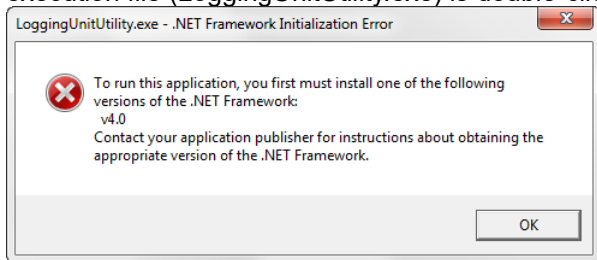 LoggingUnitUtility.exe - .NET Framework Initialization Error
To run this application, you first must install one of the following
versions of the .NET Framework:
v4.0
Contact your application publisher for instructions about obtaining the
appropriate version of the .NET Framework.
OK